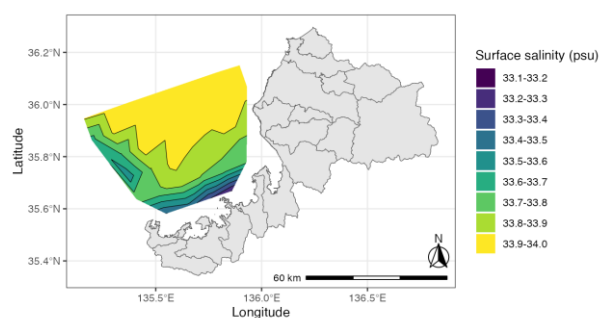 Surface salinity (psu)
33.1-33.2
33.2-33.3
33.3-33.4
33.4-33.5
33.5-33.6
33.6-33.7
33.7-33.8
33.8-33.9
33.9-34.0
Latitude
36.2°N
36.0°N
35.8°N
35.6°N
35.4°N
N
60 km
135.5°E
136.0°E
136.5°E
Longitude